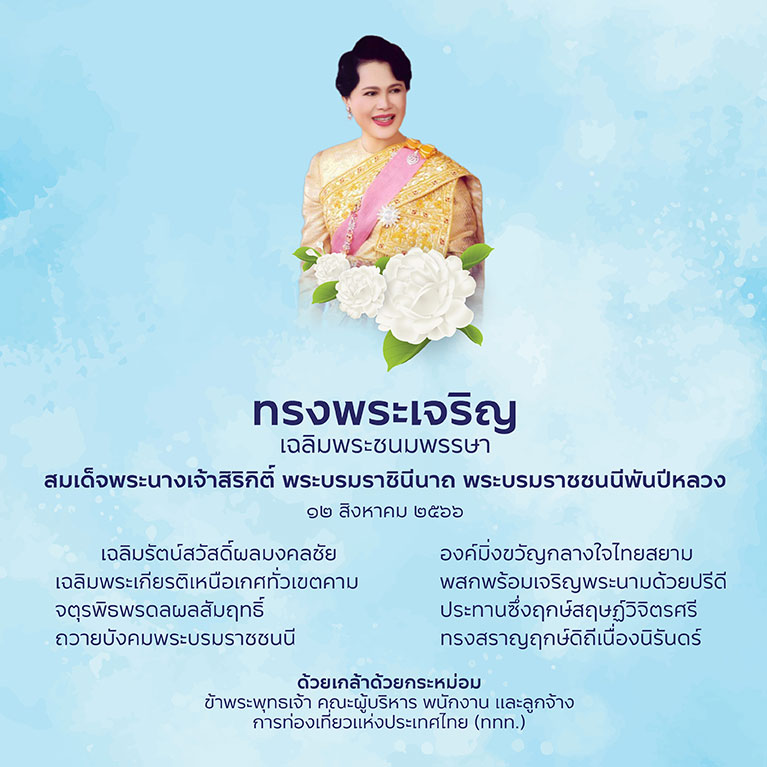 ทรงพระเจริญ
เฉลิมพระชนมพรรษา
สมเด็จพระนางเจ้าสิริกิติ์ พระบรมราชินีนาถ พระบรมราชชนนีพันปีหลวง
๑๒ สิงหาคม ๒๕๖๖
เฉลิมรัตน์สวัสดิ์ผลมงคลชัย องค์มิ่งขวัญกลางใจไทยสยาม
เฉลิมพระเกียรติเหนือเกศทั่วเขตคาม พสกพร้อมเจริญพระนามด้วยปรีดี
จตุรพิธพรดลผลสัมฤทธิ์ ประทานซึ่งฤกษ์สฤษฏ์วิจิตรศรี
ถวายบังคมพระบรมราชชนนี ทรงสราญฤกษ์ดิถีเนื่องนิรันดร์
ด้วยเกล้าด้วยกระหม่อม
ข้าพระพุทธเจ้า คณะผู้บริหาร พนักงาน และลูกจ้าง
การท่องเที่ยวแห่งประเทศไทย (ททท.)